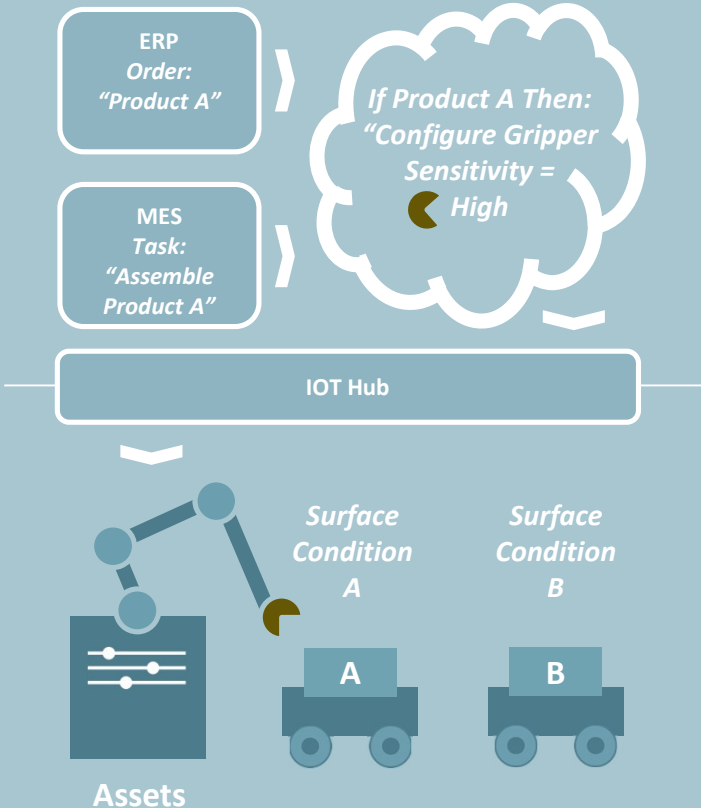 ERP
Order:
“Product A”
If Product A Then:
“Configure Gripper
Sensitivity =
High
MES
Task:
“Assemble
Product A”
IOT Hub
Surface
Condition
A
Surface
Condition
B
A
B
Assets